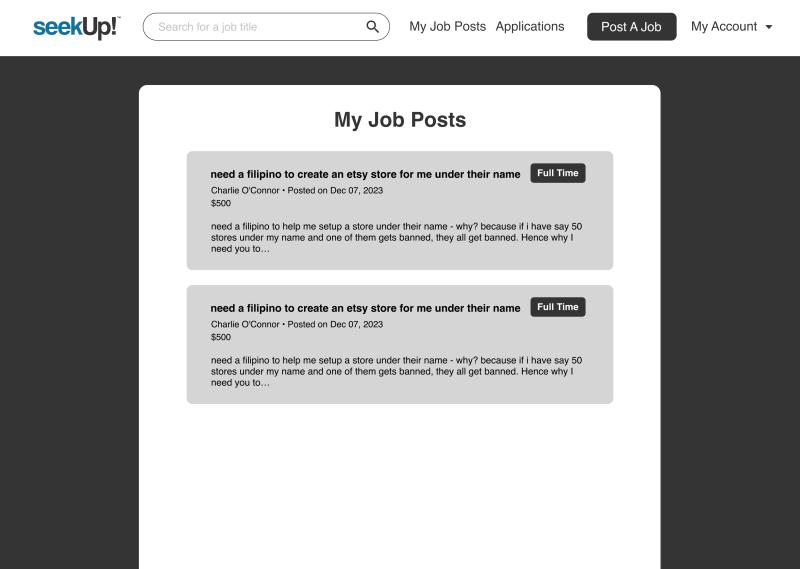 seekUp!™
Search for a job title
My Job Posts Applications
Post A Job
My Account
My Job Posts
need a filipino to create an etsy store for me under their name
Full Time
Charlie O'Connor • Posted on Dec 07, 2023
$500
need a filipino to help me setup a store under their name - why? because if i have say 50
stores under my name and one of them gets banned, they all get banned. Hence why I
need you to…
need a filipino to create an etsy store for me under their name
Full Time
Charlie O'Connor • Posted on Dec 07, 2023
$500
need a filipino to help me setup a store under their name - why? because if i have say 50
stores under my name and one of them gets banned, they all get banned. Hence why I
need you to…